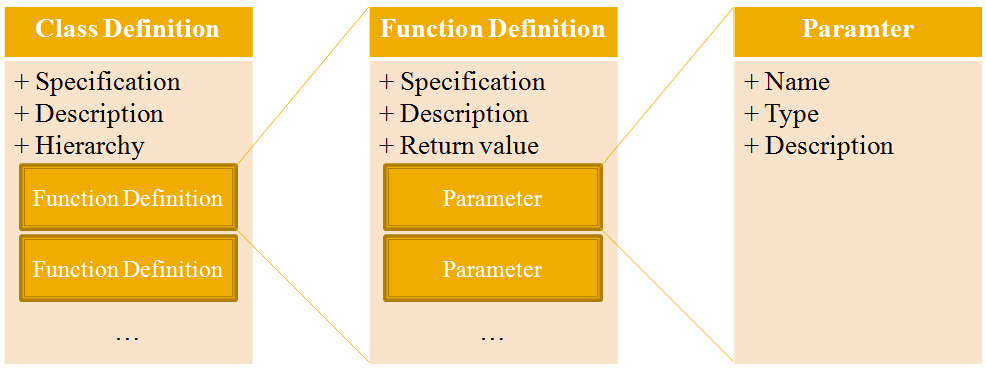 Class Definition
+ Specification
+ Description
+ Hierarchy
Function Definition
Function Definition
…
Function Definition
+ Specification
+ Description
+ Return value
Parameter
Parameter
…
Paramter
+ Name
+ Type
+ Description